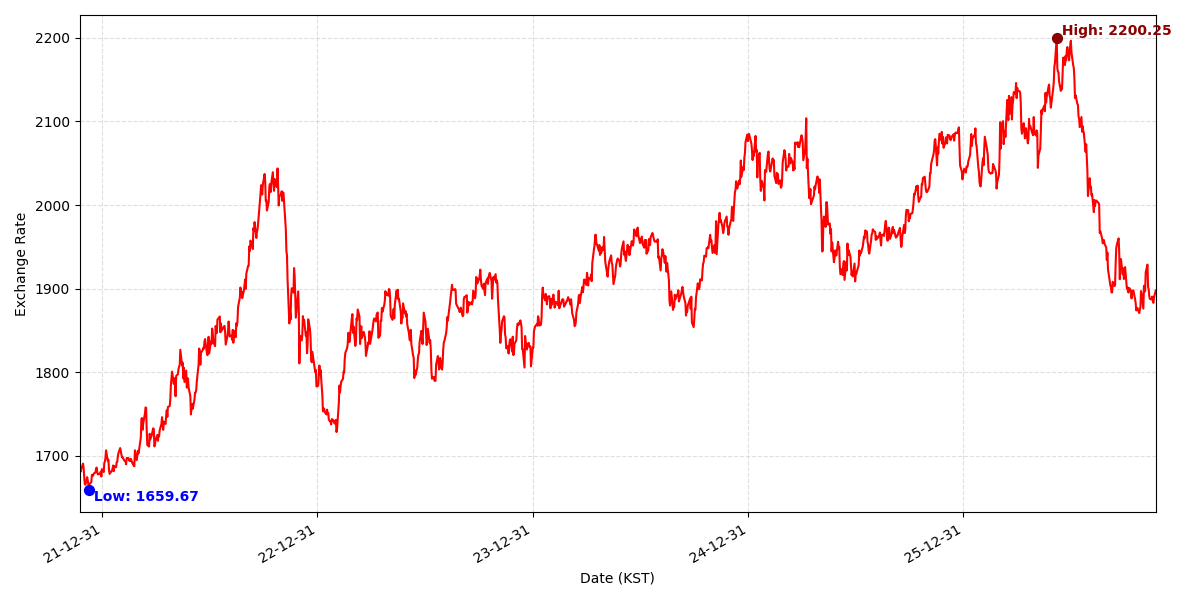 High: 2200.25
2200
2100
2000
1900
1800
1700
Exchange Rate
Low: 1659.67
21-12-31
22-12-31
23-12-31
24-12-31
25-12-31
Date (KST)